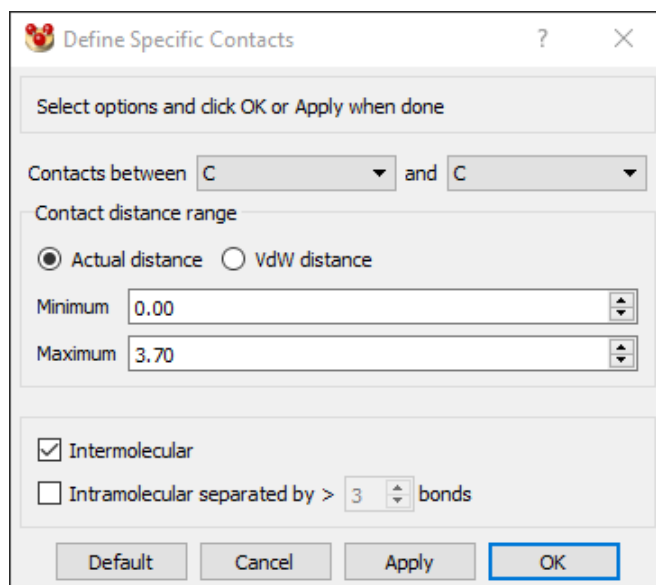 Define Specific Contacts ?
Select options and click OK or Apply when done
Contacts between C and C
Contact distance range
Actual distance VdW distance
Minimum 0.00
Maximum 3.70
Intermolecular
Intramolecular separated by > 3 bonds
Default Cancel Apply OK